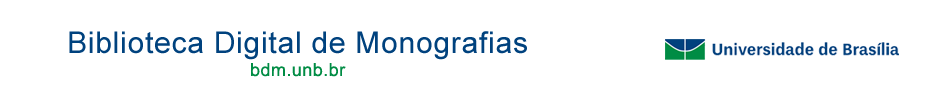 Biblioteca Digital de Monografias
bdm.unb.br
Universidade de Brasília